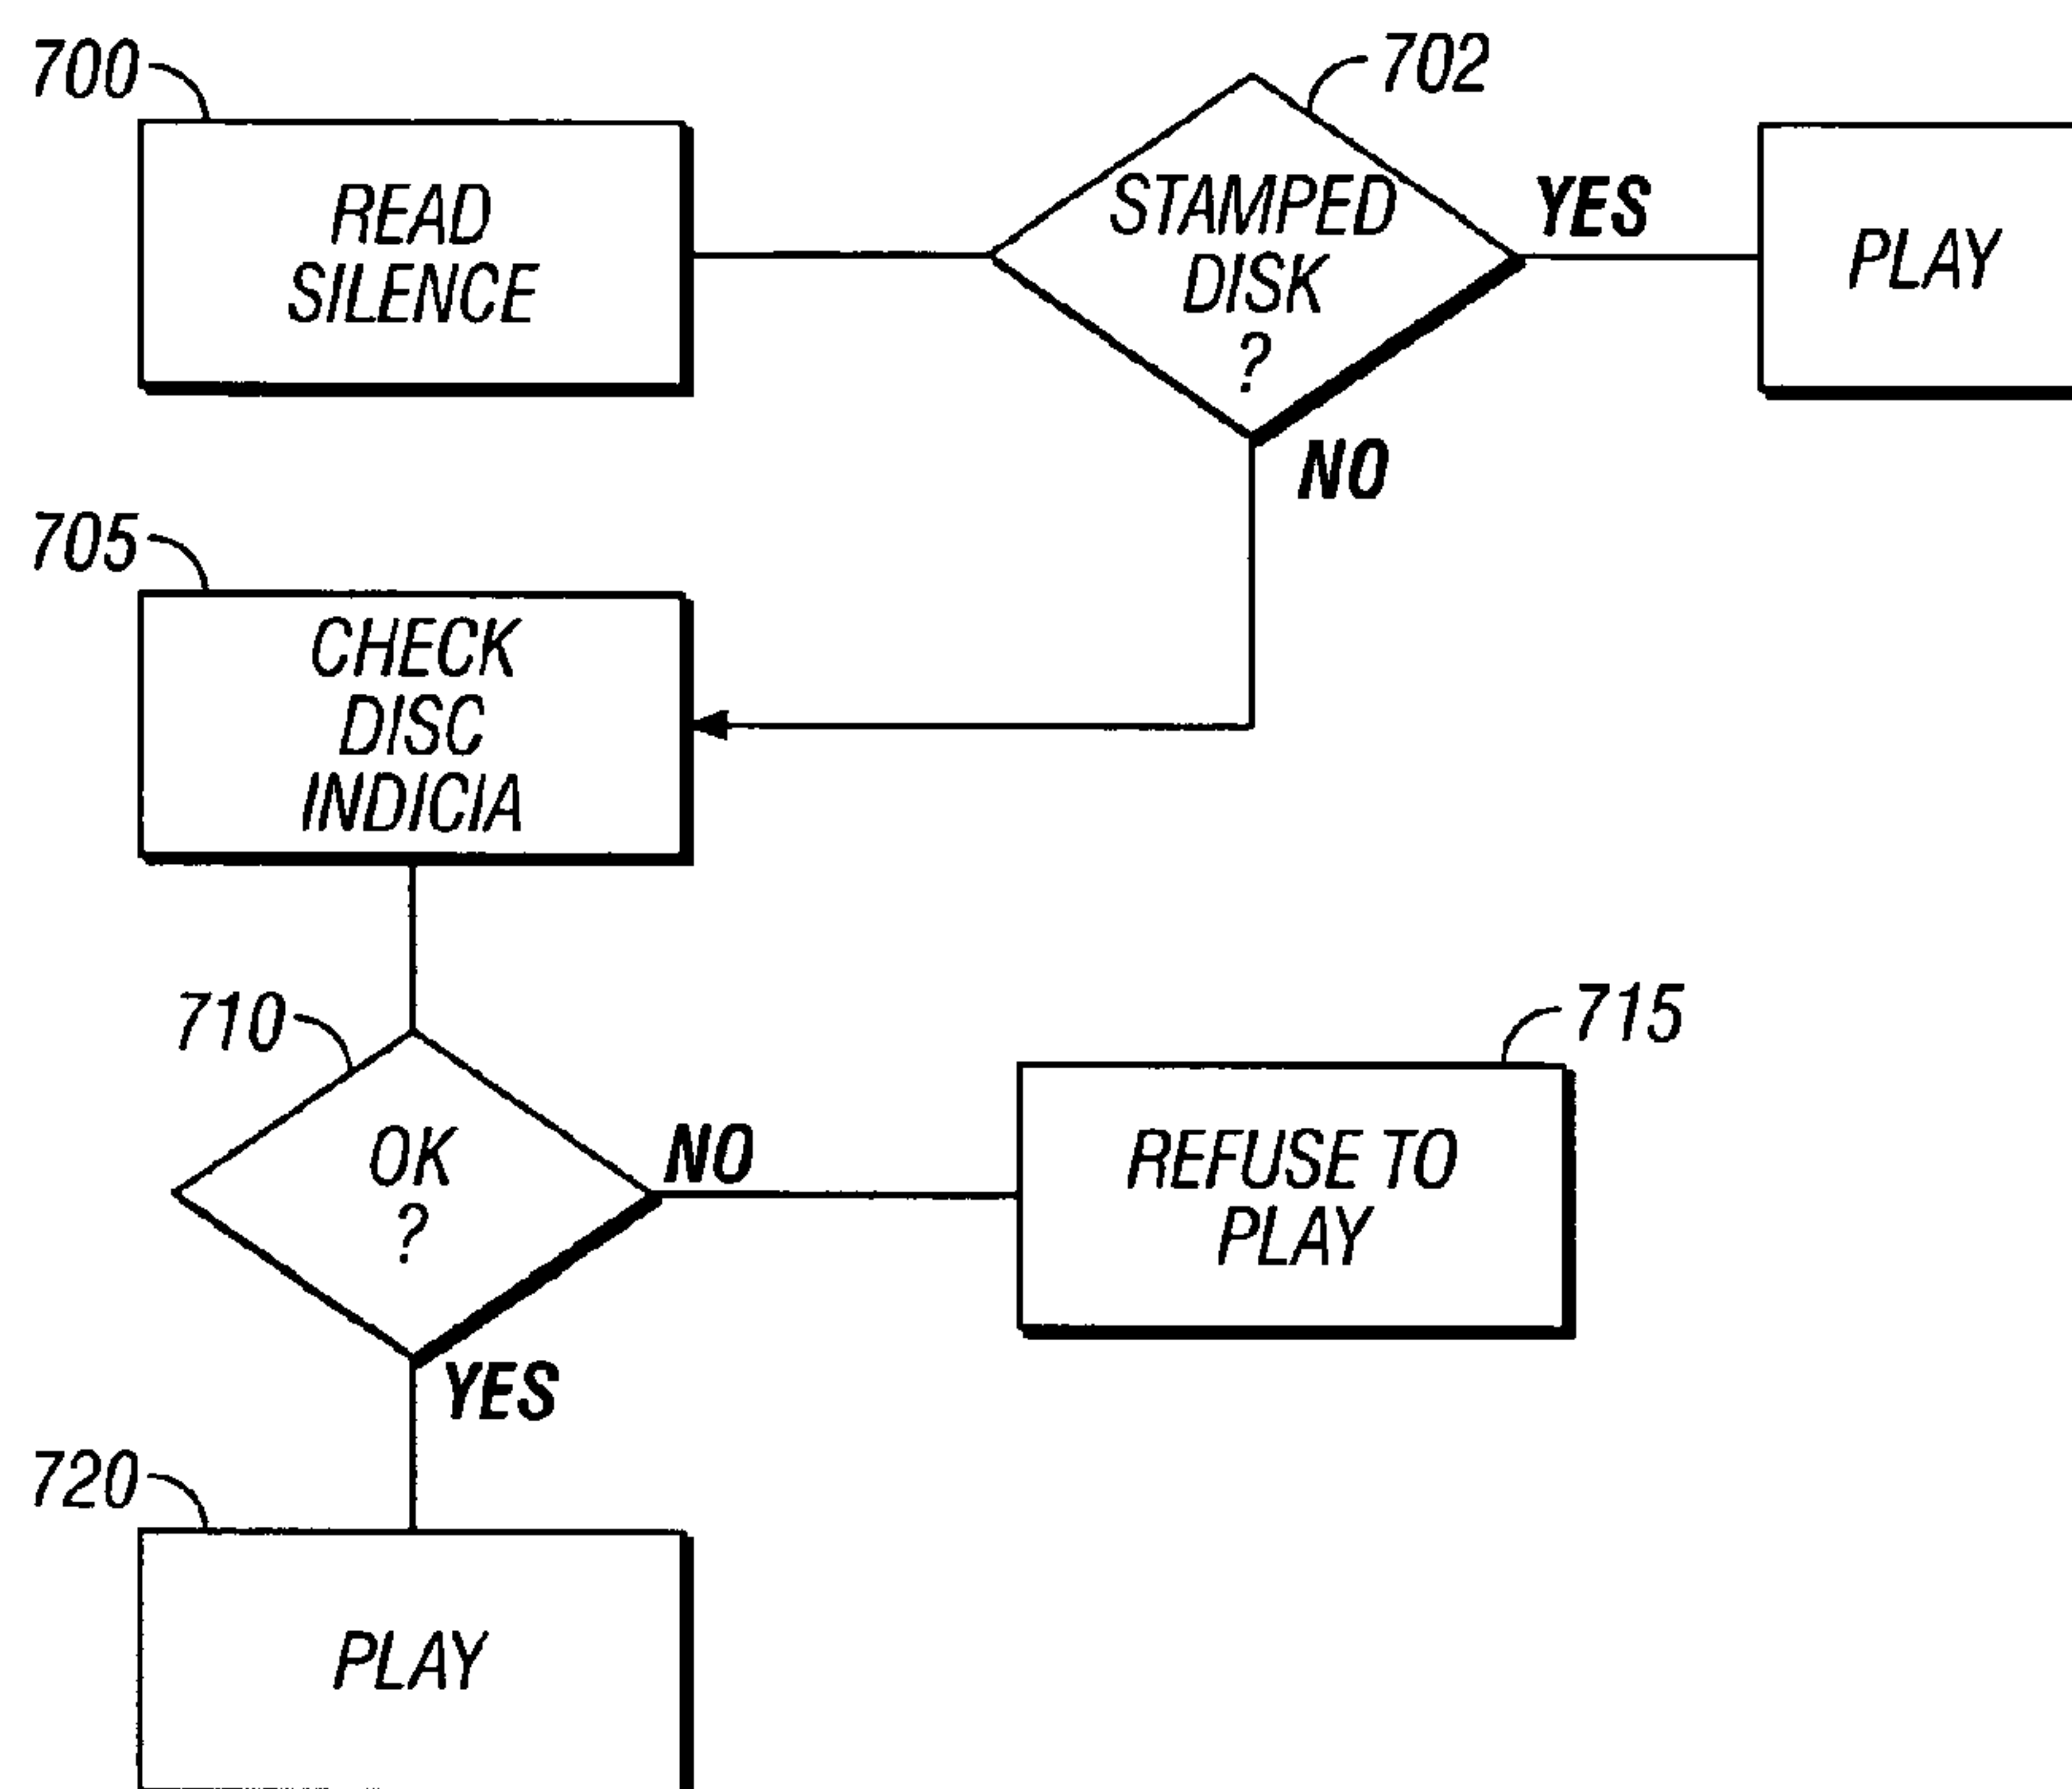 700
READ
SILENCE
702
STAMPED
DISK
?
YES
PLAY
NO
705
CHECK
DISC
INDICIA
710
OK
?
NO
715
REFUSE TO
PLAY
YES
720
PLAY